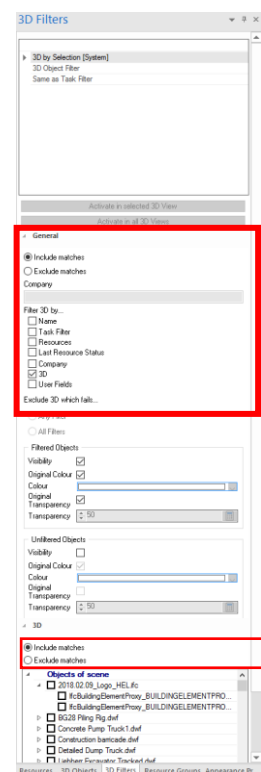 3D Filters
3D by Selection [System]
3D Object Filter
Same as Task Filter
Activate in selected 3D View
Activate in all 3D Views
General
Include matches
Exclude matches
Company
Filter 3D by...
Name
Task Filter
Resources
Last Resource Status
Company
3D
User Fields
Exclude 3D which fails...
All Filters
Filtered Objects
Visibility
Original Colour
Colour
Original
Transparency
Transparency 50
Unfiltered Objects
Visibility
Original Colour
Colour
Original
Transparency
Transparency 50
3D
Include matches
Exclude matches
Objects of scene
2018.02.09_Logo_HEL.ifc
IfcBuildingElementProxy_BUILDINGELEMENTPRO...
IfcBuildingElementProxy_BUILDINGELEMENTPRO...
BG28 Piling Rig.dwf
Concrete Pump Truck1.dwf
Construction barricade.dwf
Detailed Dump Truck.dwf
Liebherr Excavator Tracked.dwf
Resources 3D Objects 3D Filters Resource Groups Appearance Pr